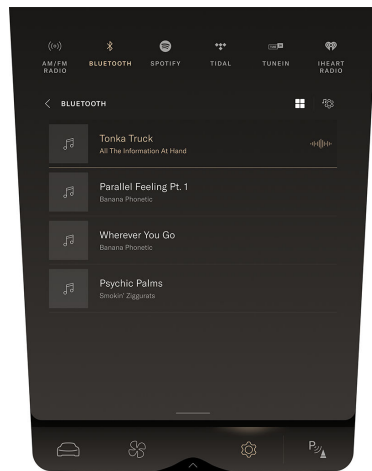 AM/FM RADIO
BLUETOOTH
SPOTIFY
TIDAL
TUNEIN
IHEART RADIO
BLUETOOTH
Tonka Truck
All The Information At Hand
Parallel Feeling Pt. 1
Banana Phonetic
Wherever You Go
Banana Phonetic
Psychic Palms
Smokin' Ziggurats
P